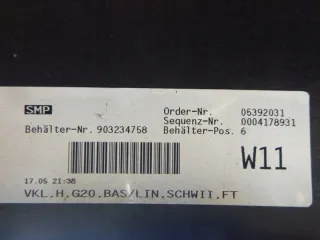 SMP
Order-Nr. 06392031
Sequenz-Nr. 0004178931
Behälter-Nr. 903234758 Behälter-Pos. 6
W11
17.05 21:38
VKL.H.G20.BAS/LIN.SCHWII.FT